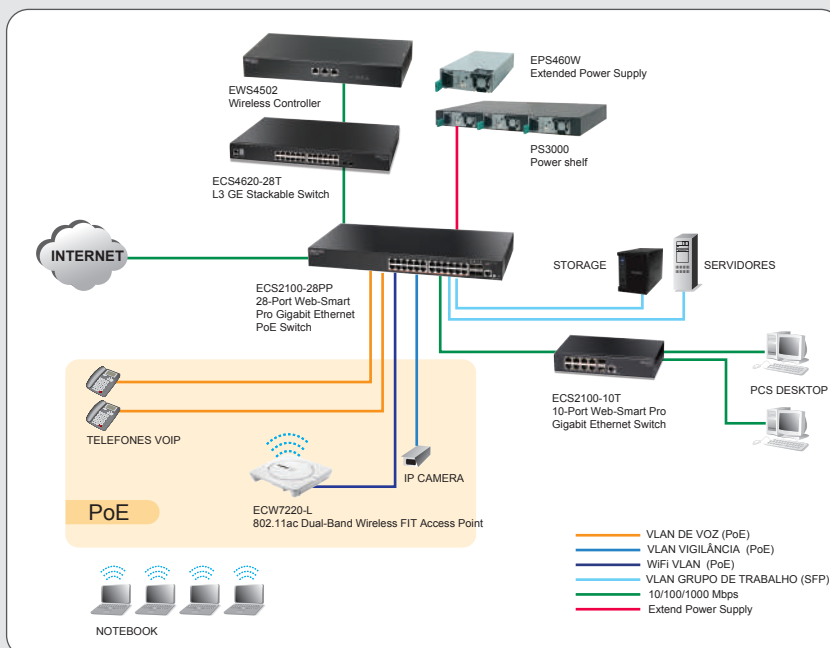 EWS4502
Wireless Controller
EPS460W
Extended Power Supply
PS3000
Power shelf
ECS4620-28T
L3 GE Stackable Switch
INTERNET
ECS2100-28PP
28-Port Web-Smart
Pro Gigabit Ethernet
PoE Switch
STORAGE
SERVIDORES
ECS2100-10T
10-Port Web-Smart Pro
Gigabit Ethernet Switch
PCS DESKTOP
TELEFONES VOIP
IP CAMERA
PoE
ECW7220-L
802.11ac Dual-Band Wireless FIT Access Point
NOTEBOOK
VLAN DE VOZ (PoE)
VLAN VIGILÂNCIA (PoE)
WiFi VLAN (PoE)
VLAN GRUPO DE TRABALHO (SFP)
10/100/1000 Mbps
Extend Power Supply